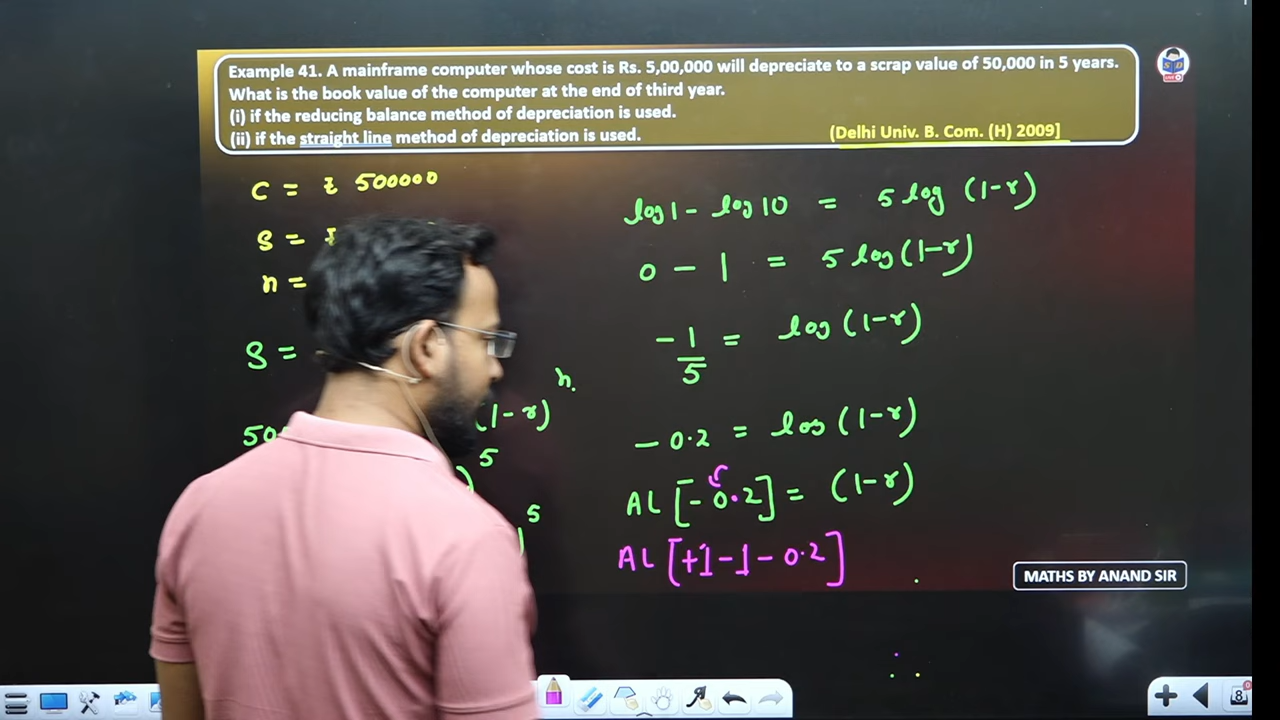 Example 41. A mainframe computer whose cost is Rs. 5,00,000 will depreciate to a scrap value of 50,000 in 5 years.
What is the book value of the computer at the end of third year.
(i) if the reducing balance method of depreciation is used.
(ii) if the straight line method of depreciation is used.
(Delhi Univ. B. Com. (H) 2009]
C = ₹ 500000
S = ₹
n =
S =
(1-r)^n.
50
)^5
5
log 1 - log 10 = 5 log (1-r)
0 - 1 = 5 log (1-r)
-1/5 = log (1-r)
-0.2 = log (1-r)
AL [-0.2] = (1-r)
AL [+1-1-0.2]
MATHS BY ANAND SIR
8